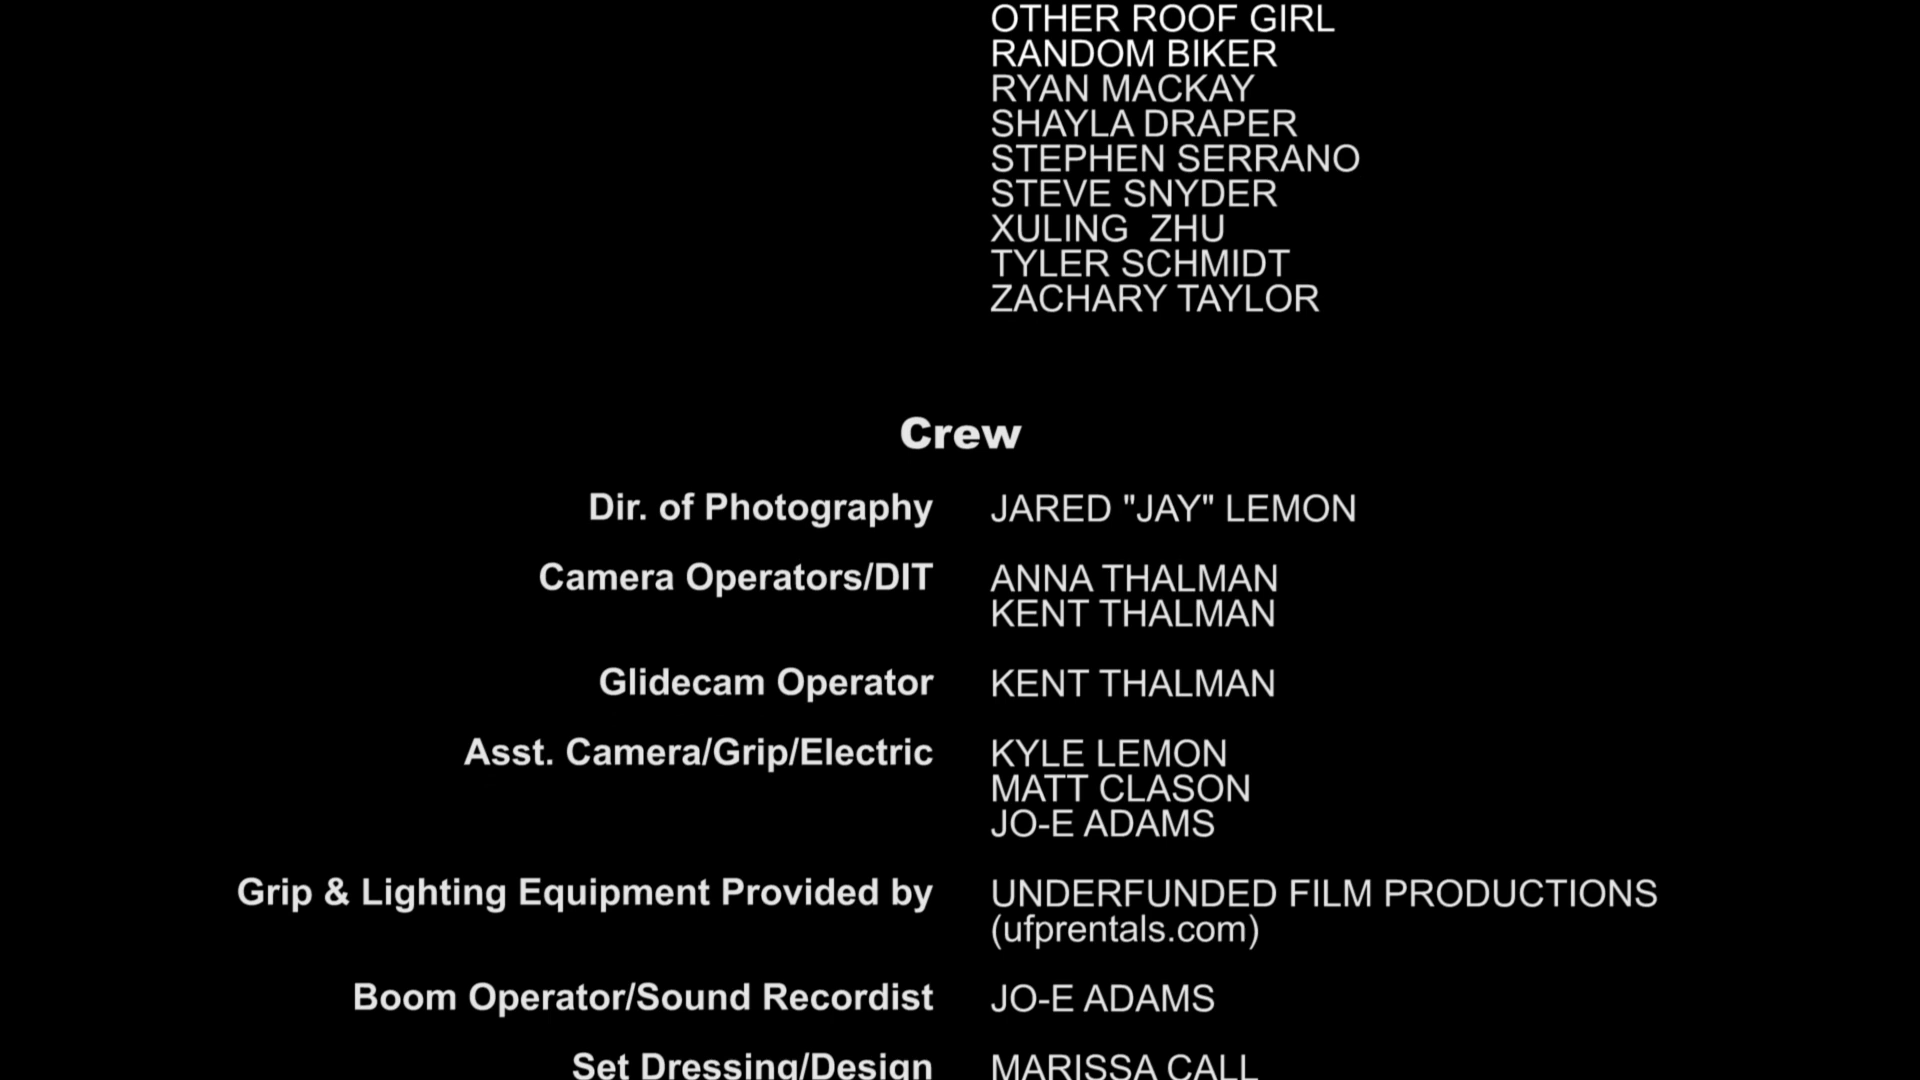 OTHER ROOF GIRL
RANDOM BIKER
RYAN MACKAY
SHAYLA DRAPER
STEPHEN SERRANO
STEVE SNYDER
XULING  ZHU
TYLER SCHMIDT
ZACHARY TAYLOR
Crew
Dir. of Photography JARED "JAY" LEMON
Camera Operators/DIT ANNA THALMAN
KENT THALMAN
Glidecam Operator KENT THALMAN
Asst. Camera/Grip/Electric KYLE LEMON
MATT CLASON
JO-E ADAMS
Grip & Lighting Equipment Provided by UNDERFUNDED FILM PRODUCTIONS
(ufprentals.com)
Boom Operator/Sound Recordist JO-E ADAMS
Set Dressing/Design MARISSA CALL